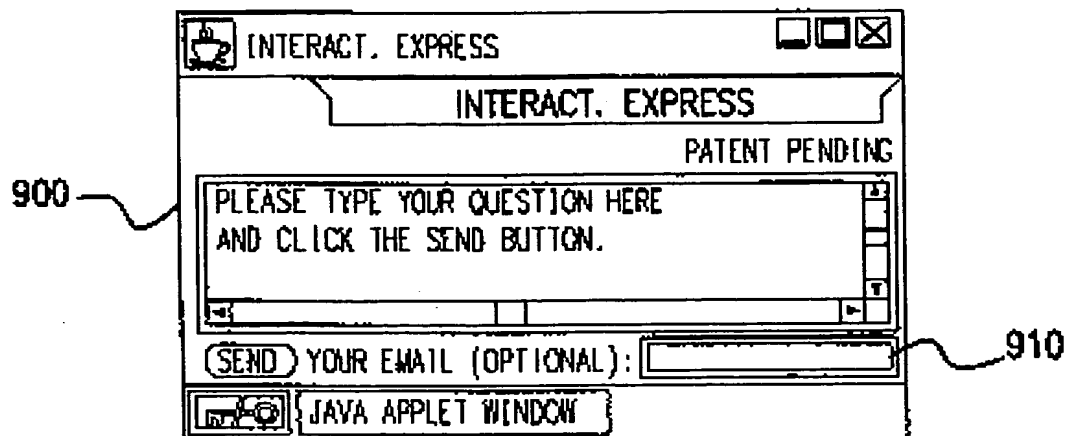 INTERACT. EXPRESS
INTERACT. EXPRESS
PATENT PENDING
900
PLEASE TYPE YOUR QUESTION HERE
AND CLICK THE SEND BUTTON.
SEND YOUR EMAIL (OPTIONAL):
910
JAVA APPLET WINDOW